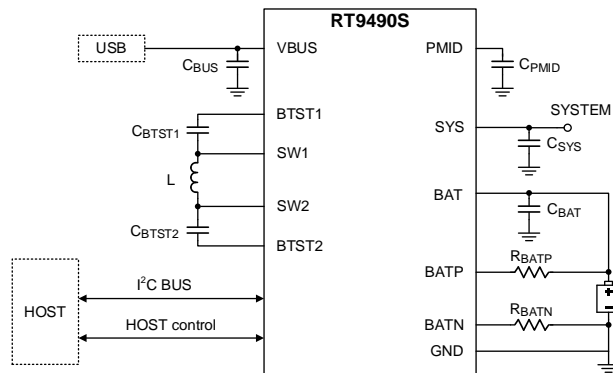 RT9490S
USB
VBUS
PMID
CBUS
CPMID
BTST1
SYSTEM
CBTST1
SYS
CSYS
SW1
L
BAT
SW2
CBAT
CBTST2
BTST2
BATP
RBATP
I²C BUS
HOST
RBATN
HOST control
BATN
GND